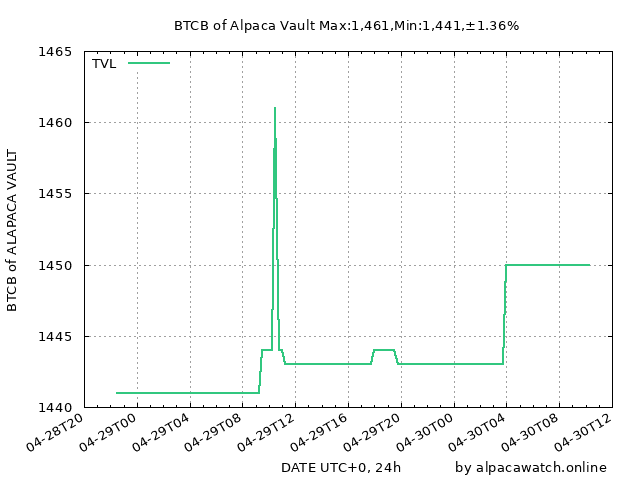 BTCB of Alpaca Vault Max:1,461,Min:1,441,±1.36%
TVL
BTCB of ALAPACA VAULT
1465
1460
1455
1450
1445
1440
04-28T20 04-29T00 04-29T04 04-29T08 04-29T12 04-29T16 04-29T20 04-30T00 04-30T04 04-30T08 04-30T12
DATE UTC+0, 24h by alpacawatch.online